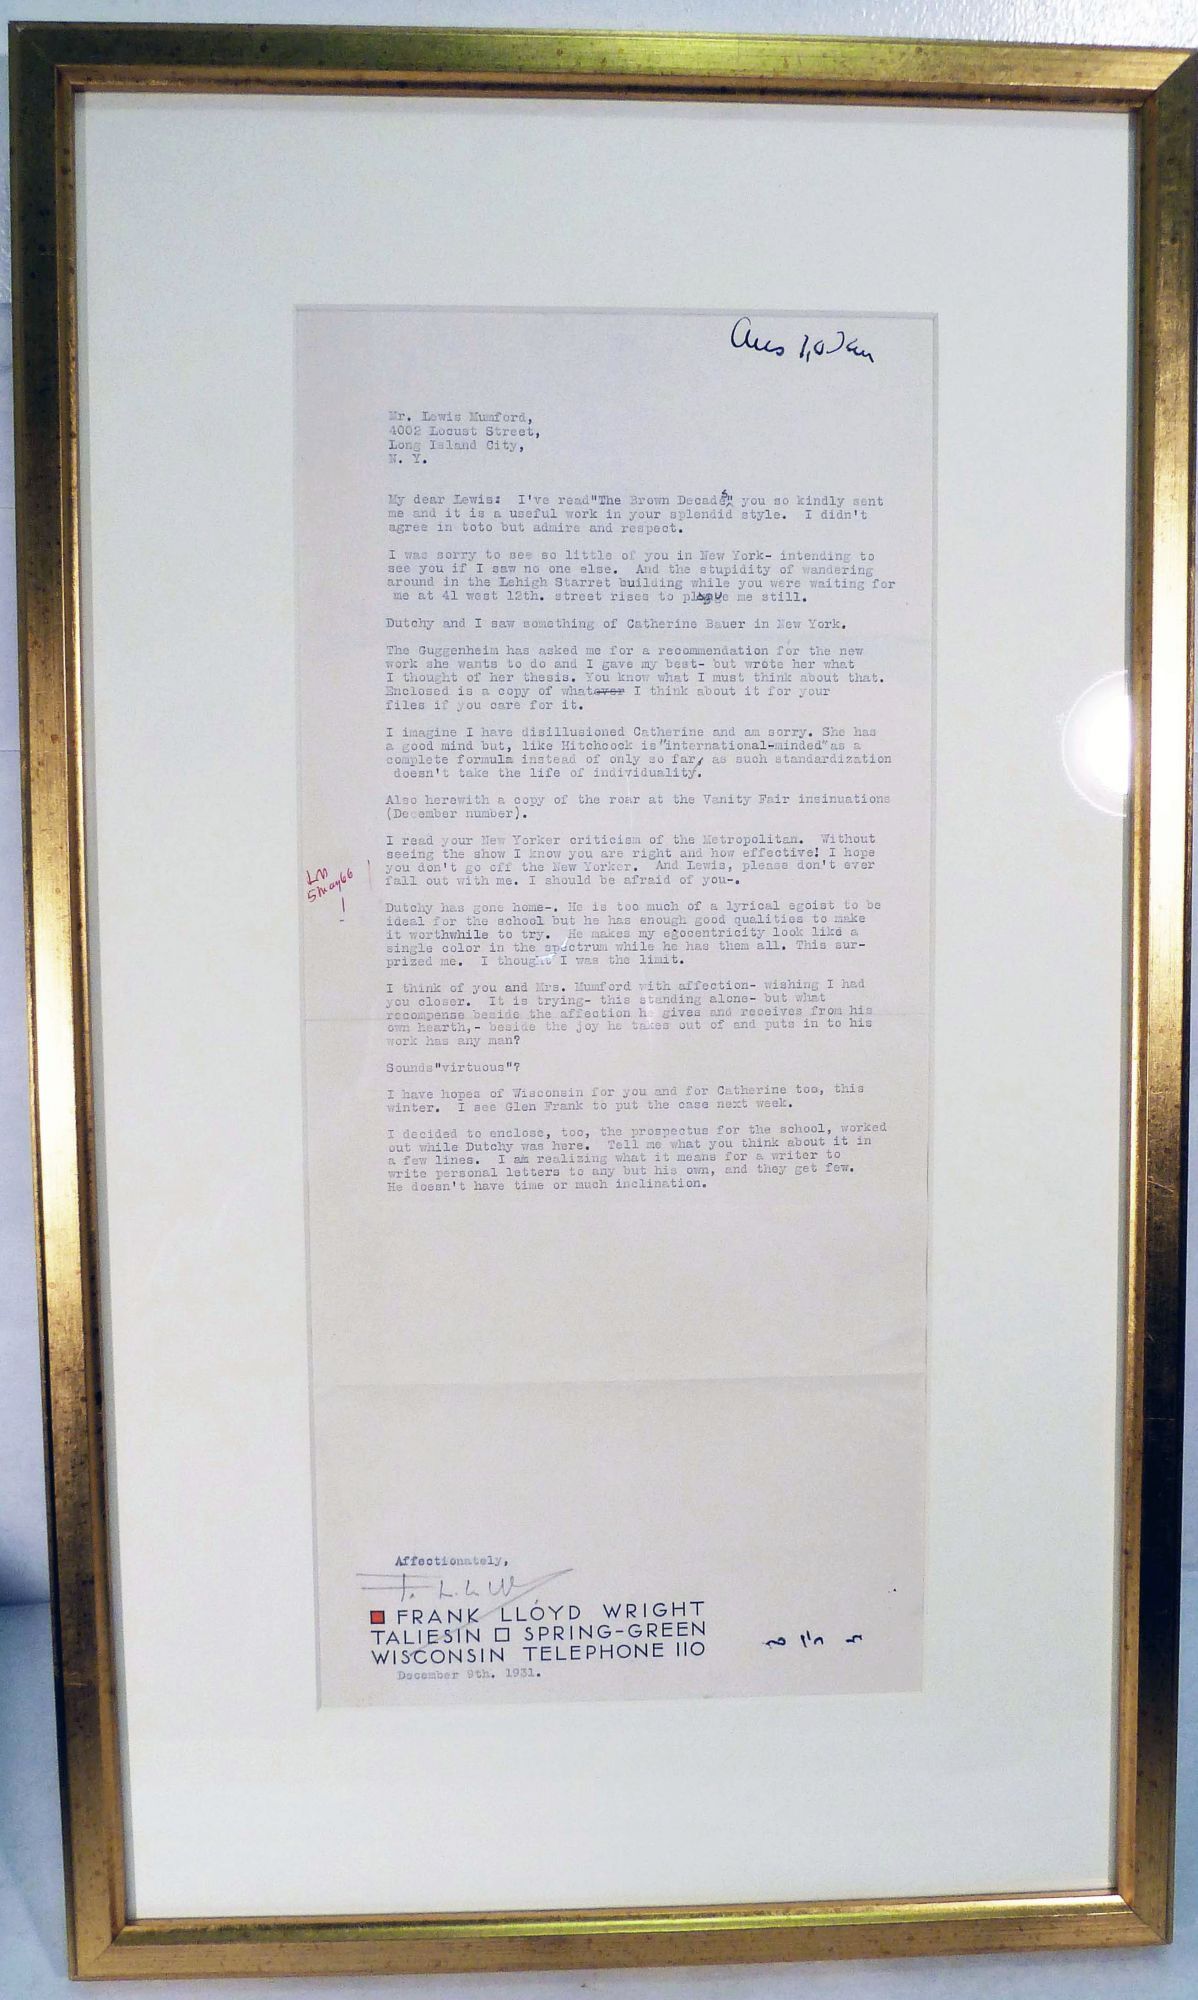 Ans
Mr. Lewis Mumford,
4002 Locust Street,
Long Island City,
N. Y.
My dear Lewis: I've read"The Brown Decades" you so kindly sent
me and it is a useful work in your splendid style. I didn't
agree in toto but admire and respect.
I was sorry to see so little of you in New York- intending to
see you if I saw no one else. And the stupidity of wandering
around in the Lehigh Starret building while you were waiting for
me at 41 west 12th. street rises to plague me still.
Dutchy and I saw something of Catherine Bauer in New York.
The Guggenheim has asked me for a recommendation for the new
work she wants to do and I gave my best- but wrote her what
I thought of her thesis. You know what I must think about that.
Enclosed is a copy of whatever I think about it for your
files if you care for it.
I imagine I have disillusioned Catherine and am sorry. She has
a good mind but, like Hitchcock is"international-minded"as a
complete formula instead of only so far, as such standardization
doesn't take the life of individuality.
Also herewith a copy of the roar at the Vanity Fair insinuations
(December number).
I read your New Yorker criticism of the Metropolitan. Without
seeing the show I know you are right and how effective! I hope
you don't go off the New Yorker. And Lewis, please don't ever
fall out with me. I should be afraid of you-.
LM
5 May 66
!
Dutchy has gone home-. He is too much of a lyrical egoist to be
ideal for the school but he has enough good qualities to make
it worthwhile to try. He makes my egocentricity look like a
single color in the spectrum while he has them all. This sur-
prized me. I thought I was the limit.
I think of you and Mrs. Mumford with affection- wishing I had
you closer. It is trying- this standing alone- but what
recompense beside the affection he gives and receives from his
own hearth,- beside the joy he takes out of and puts in to his
work has any man?
Sounds"virtuous"?
I have hopes of Wisconsin for you and for Catherine too, this
winter. I see Glen Frank to put the case next week.
I decided to enclose, too, the prospectus for the school, worked
out while Dutchy was here. Tell me what you think about it in
a few lines. I am realizing what it means for a writer to
write personal letters to any but his own, and they get few.
He doesn't have time or much inclination.
Affectionately,
F. L. L. W
FRANK LLOYD WRIGHT
TALIESIN SPRING-GREEN
WISCONSIN TELEPHONE 110
December 9th. 1931.